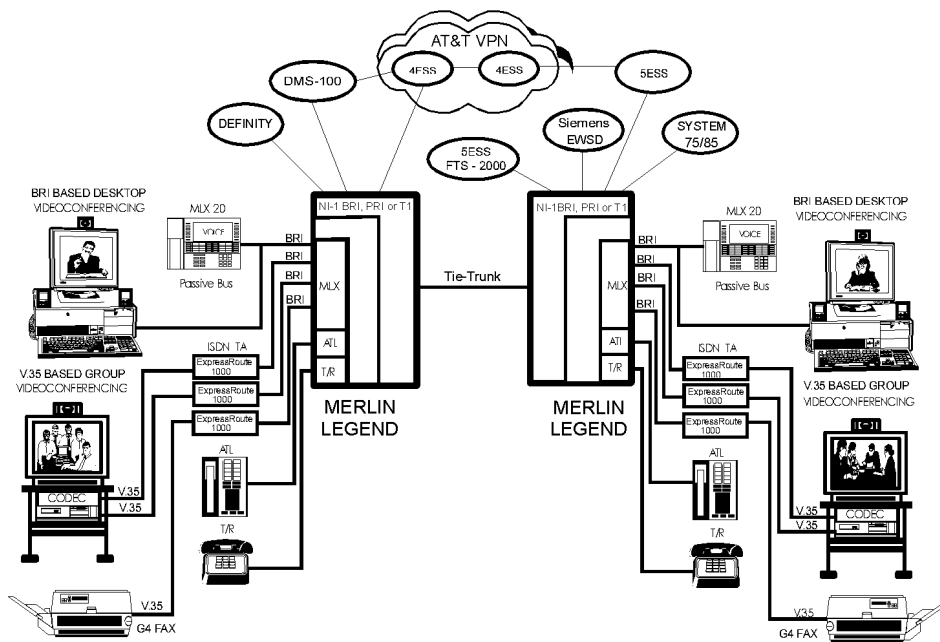 AT&T VPN
4ESS
4ESS
5ESS
DMS-100
DEFINITY
5ESS
FTS - 2000
Siemens
EWSD
SYSTEM
75/85
BRI BASED DESKTOP
VIDEOCONFERENCING
MLX 20
VOICE
Passive Bus
NI-1 BRI, PRI or T1
BRI
BRI
BRI
BRI
MLX
ATL
T/R
MERLIN
LEGEND
Tie-Trunk
NI-1BRI, PRI or T1
MLX
ATl
T/R
MERLIN
LEGEND
BRI
BRI
BRI
BRI
MLX 20
VOICE
Passive Bus
BRI BASED DESKTOP
VIDEOCONFERENCING
V.35 BASED GROUP
VIDEOCONFERENCING
ISDN TA
ExpressRoute
1000
ExpressRoute
1000
ExpressRoute
1000
CODEC
V.35
V.35
ATL
T/R
V.35
G4 FAX
ISDN TA
ExpressRoute
1000
ExpressRoute
1000
ExpressRoute
1000
V.35 BASED GROUP
VIDEOCONFERENCING
CODEC
V.35
V.35
ATL
T/R
V.35
G4 FAX